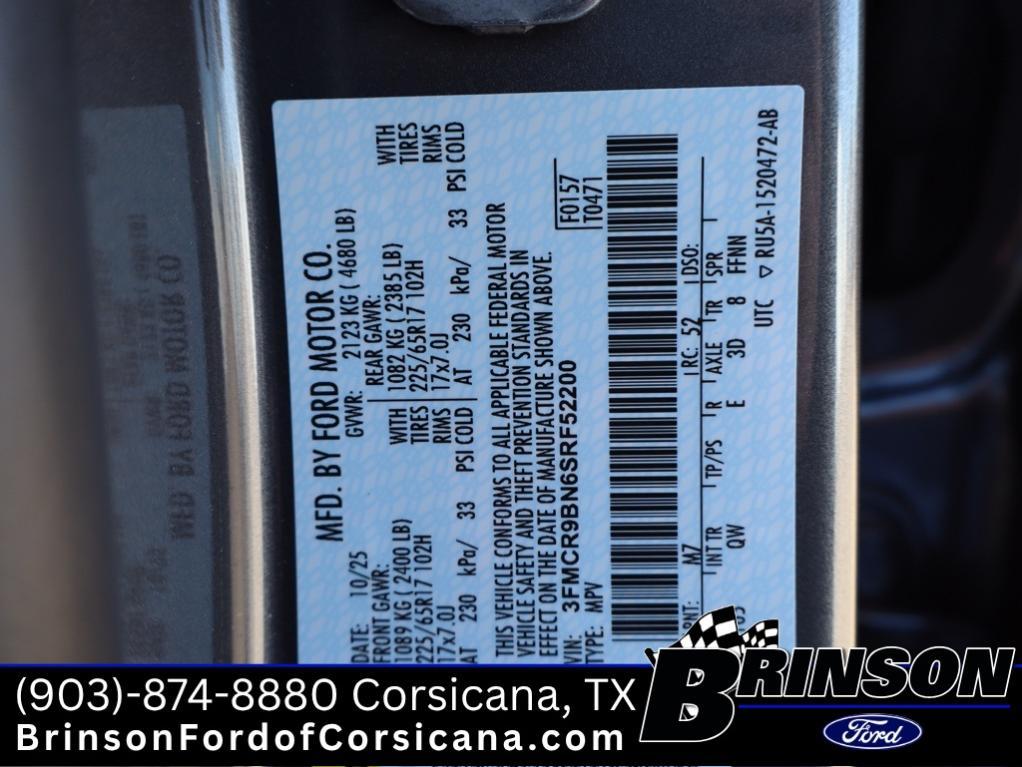 MFD. BY FORD MOTOR CO.
DATE: 10/25 GVWR: 2123 KG ( 4680 LB)
FRONT GAWR: REAR GAWR:
1089 KG ( 2400 LB) WITH 1082 KG ( 2385 LB) WITH
225/65R17 102H TIRES 225/65R17 102H TIRES
17x7.0J RIMS 17x7.0J RIMS
AT 230 kPa/ 33 PSI COLD AT 230 kPa/ 33 PSI COLD
THIS VEHICLE CONFORMS TO ALL APPLICABLE FEDERAL MOTOR
VEHICLE SAFETY AND THEFT PREVENTION STANDARDS IN
EFFECT ON THE DATE OF MANUFACTURE SHOWN ABOVE.
VIN: 3FMCR9BN6SRF52200
TYPE: MPV
F0157
T0471
M7 RC: 52 DSO:
INT TR TP/PS R AXLE TR SPR
QW E 3D 8 FFNN
UTC ▽ RU5A-1520472-AB
(903)-874-8880 Corsicana, TX
BrinsonFordofCorsicana.com
BRINSON
Ford